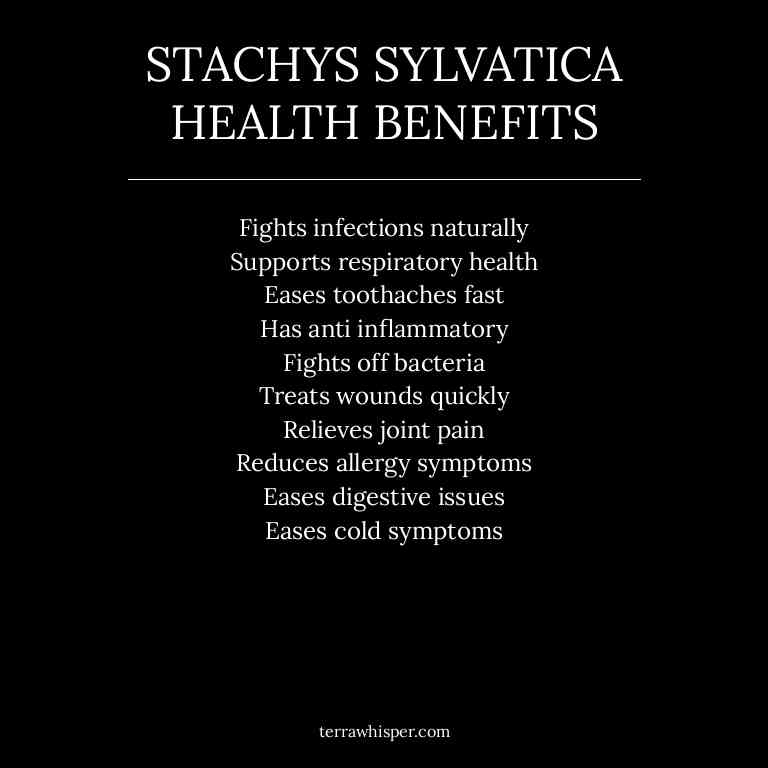 STACHYS SYLVATICA
HEALTH BENEFITS
Fights infections naturally
Supports respiratory health
Eases toothaches fast
Has anti inflammatory
Fights off bacteria
Treats wounds quickly
Relieves joint pain
Reduces allergy symptoms
Eases digestive issues
Eases cold symptoms
terrawhisper.com